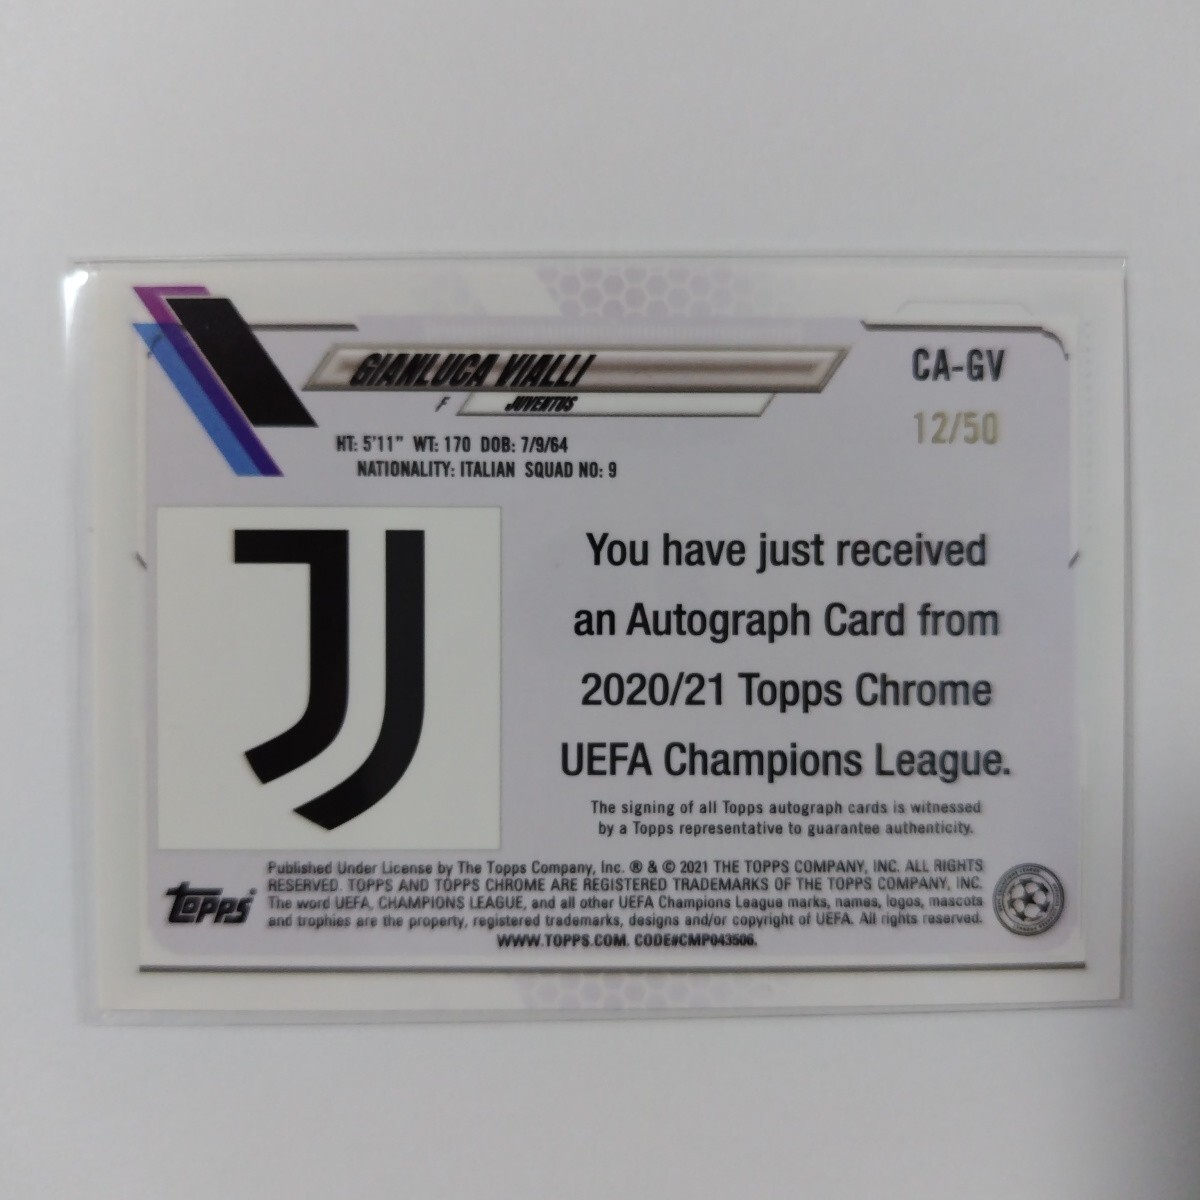 GIANLUCA VIALLI
F JUVENTUS
CA-GV
12/50
HT: 5'11" WT: 170 DOB: 7/9/64
NATIONALITY: ITALIAN SQUAD NO: 9
You have just received
an Autograph Card from
2020/21 Topps Chrome
UEFA Champions League.
The signing of all Topps autograph cards is witnessed
by a Topps representative to guarantee authenticity.
Published Under License by The Topps Company, Inc. ® & © 2021 THE TOPPS COMPANY, INC. ALL RIGHTS
RESERVED. TOPPS AND TOPPS CHROME ARE REGISTERED TRADEMARKS OF THE TOPPS COMPANY, INC.
The word UEFA, CHAMPIONS LEAGUE, and all other UEFA Champions League marks, names, logos, mascots
and trophies are the property, registered trademarks, designs and/or copyright of UEFA. All rights reserved.
WWW.TOPPS.COM. CODE#CMP043506.
Topps